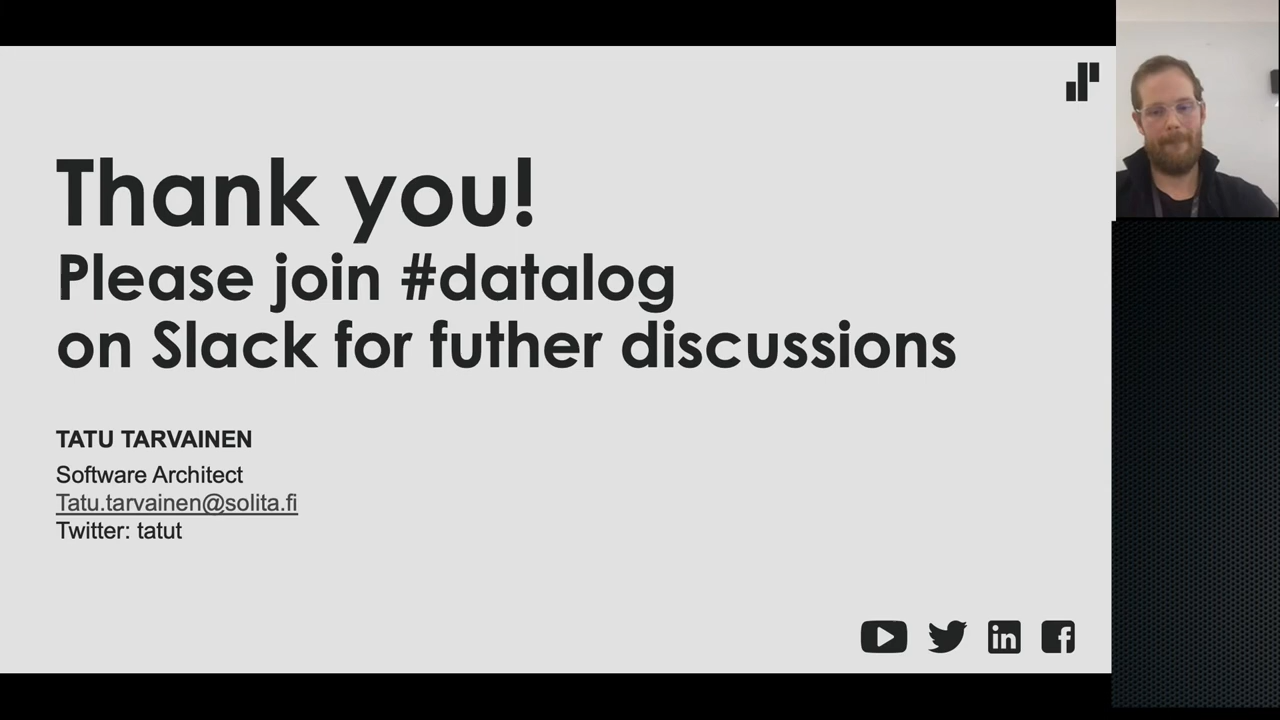 Thank you!
Please join #datalog
on Slack for futher discussions
TATU TARVAINEN
Software Architect
Tatu.tarvainen@solita.fi
Twitter: tatut